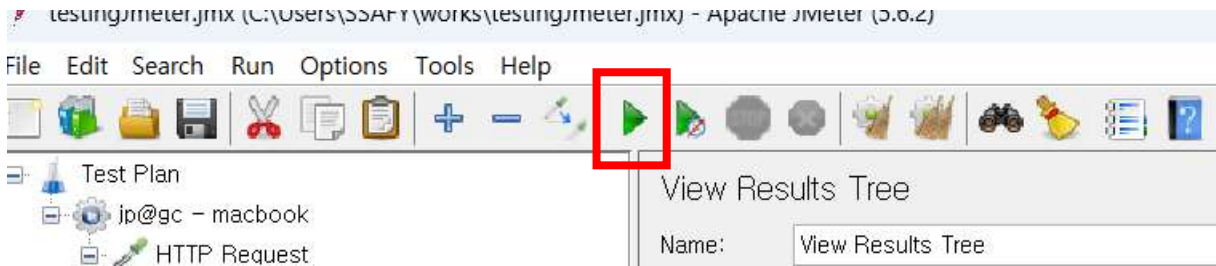 testingJmeter.jmx (C:\Users\SSAFY\works\testingJmeter.jmx) - Apache JMeter (5.6.2)
File Edit Search Run Options Tools Help
STOP
?
Test Plan
View Results Tree
jp@gc - macbook
Name: View Results Tree
HTTP Request